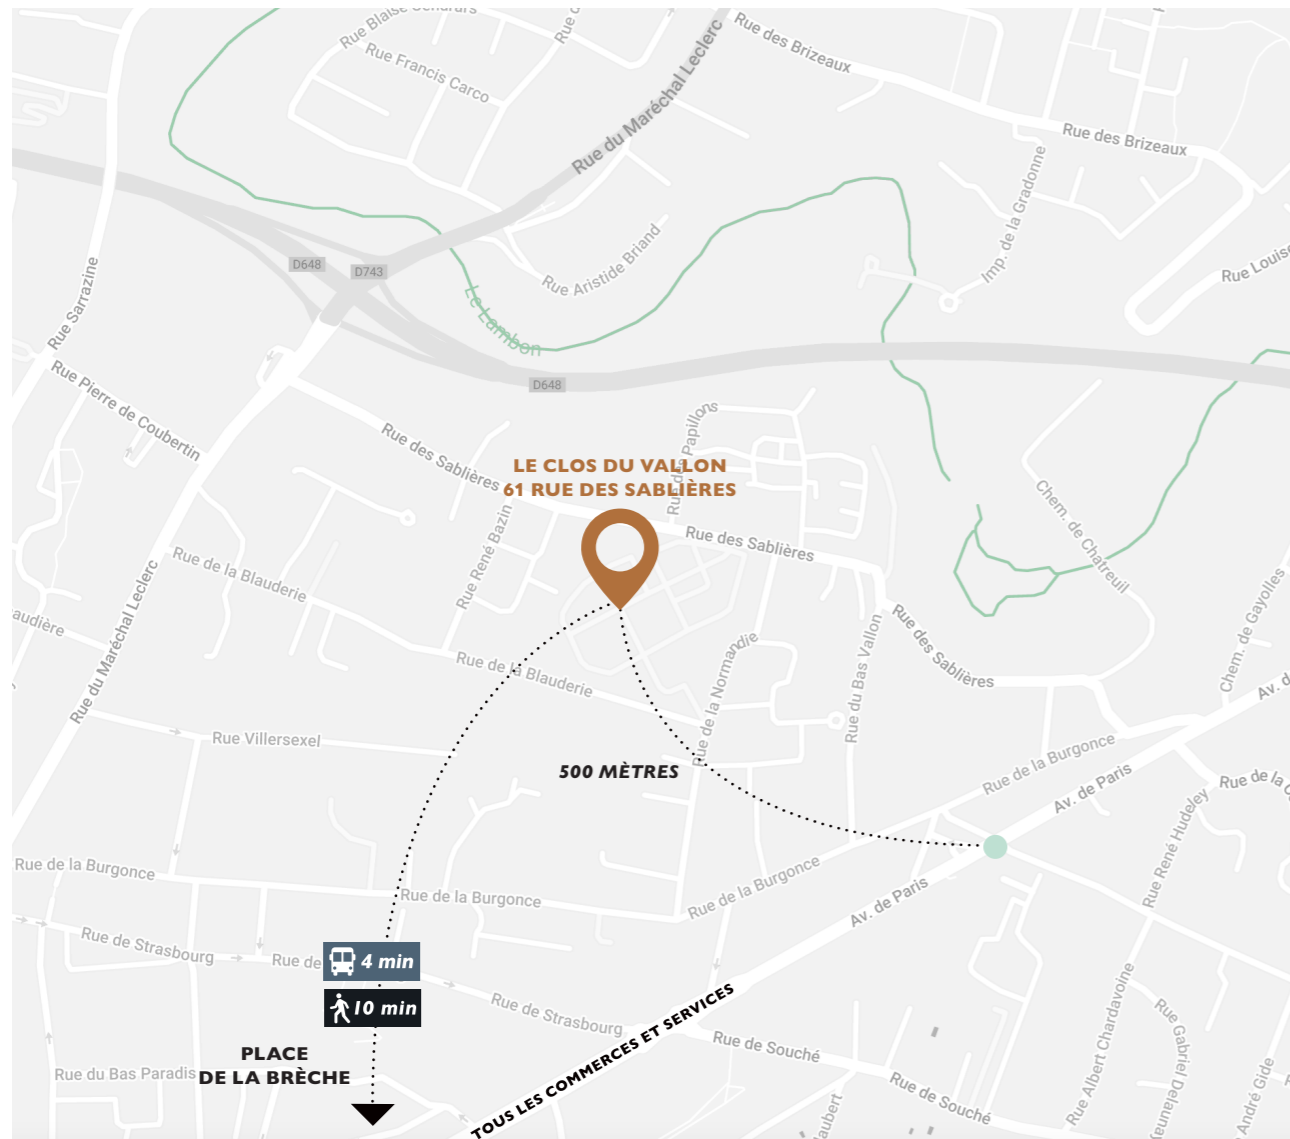 Rue Blaise Cendrars
Rue Francis Carco
Rue d
Rue du Maréchal Leclerc
Rue des Brizeaux
Rue des Brizeaux
Imp. de la Gradonne
Rue Louise
Rue Aristide Briand
D648
D743
Le Lambon
D648
Rue Sarrazine
Rue Pierre de Coubertin
Rue des Sablières
Rue des Papillons
LE CLOS DU VALLON
61 RUE DES SABLIÈRES
Rue des Sablières
Chem. de Chatreuil
Chem. de Gayolles
Rue René Bazin
Rue de la Blauderie
audière
Rue du Maréchal Leclerc
Rue de la Blauderie
Rue de la Normandie
Rue du Bas Vallon
Rue des Sablières
Av. d
Rue Villersexel
500 MÈTRES
Rue de la Burgonce
Av. de Paris
Rue de la
Rue René Hudeley
Rue de la Burgonce
Rue de la Burgonce
Rue de la Burgonce
Av. de Paris
Rue de Strasbourg
Rue de
4 min
10 min
Rue de Strasbourg
TOUS LES COMMERCES ET SERVICES
Rue de Souché
Rue Albert Chardavoine
Rue Gabriel Delaunay
PLACE
DE LA BRÈCHE
Rue du Bas Paradis
Rue de Souché
aubert
André Gide